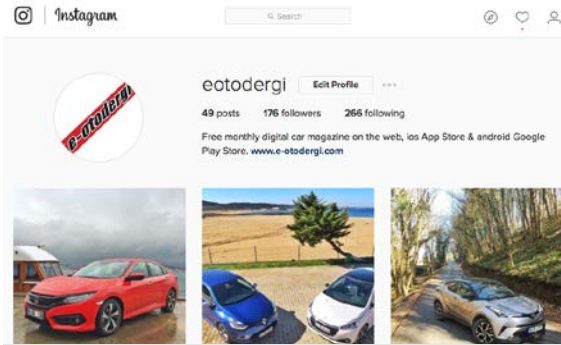 Instagram
Search
eotodergi Edit Profile
49 posts 176 followers 266 following
Free monthly digital car magazine on the web, ios App Store & android Google
Play Store. www.e-otodergi.com
e-otodergi